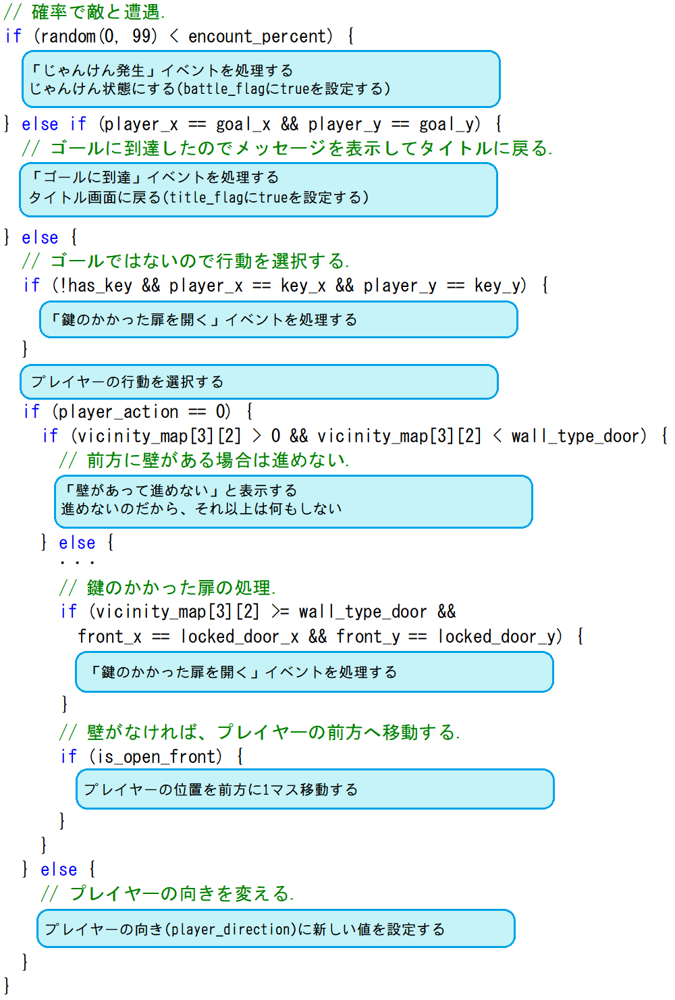 // 確率で敵と遭遇.
if (random(0, 99) < encount_percent) {
「じゃんけん発生」イベントを処理する
じゃんけん状態にする(battle_flagにtrueを設定する)
} else if (player_x == goal_x && player_y == goal_y) {
// ゴールに到達したのでメッセージを表示してタイトルに戻る.
「ゴールに到達」イベントを処理する
タイトル画面に戻る(title_flagにtrueを設定する)
} else {
// ゴールではないので行動を選択する.
if (!has_key && player_x == key_x && player_y == key_y) {
「鍵のかかった扉を開く」イベントを処理する
}
プレイヤーの行動を選択する
if (player_action == 0) {
if (vicinity_map[3][2] > 0 && vicinity_map[3][2] < wall_type_door) {
// 前方に壁がある場合は進めない.
「壁があって進めない」と表示する
進めないのだから、それ以上は何もしない
} else {
・・・
// 鍵のかかった扉の処理.
if (vicinity_map[3][2] >= wall_type_door &&
front_x == locked_door_x && front_y == locked_door_y) {
「鍵のかかった扉を開く」イベントを処理する
}
// 壁がなければ、プレイヤーの前方へ移動する.
if (is_open_front) {
プレイヤーの位置を前方に1マス移動する
}
}
} else {
// プレイヤーの向きを変える.
プレイヤーの向き(player_direction)に新しい値を設定する
}
}